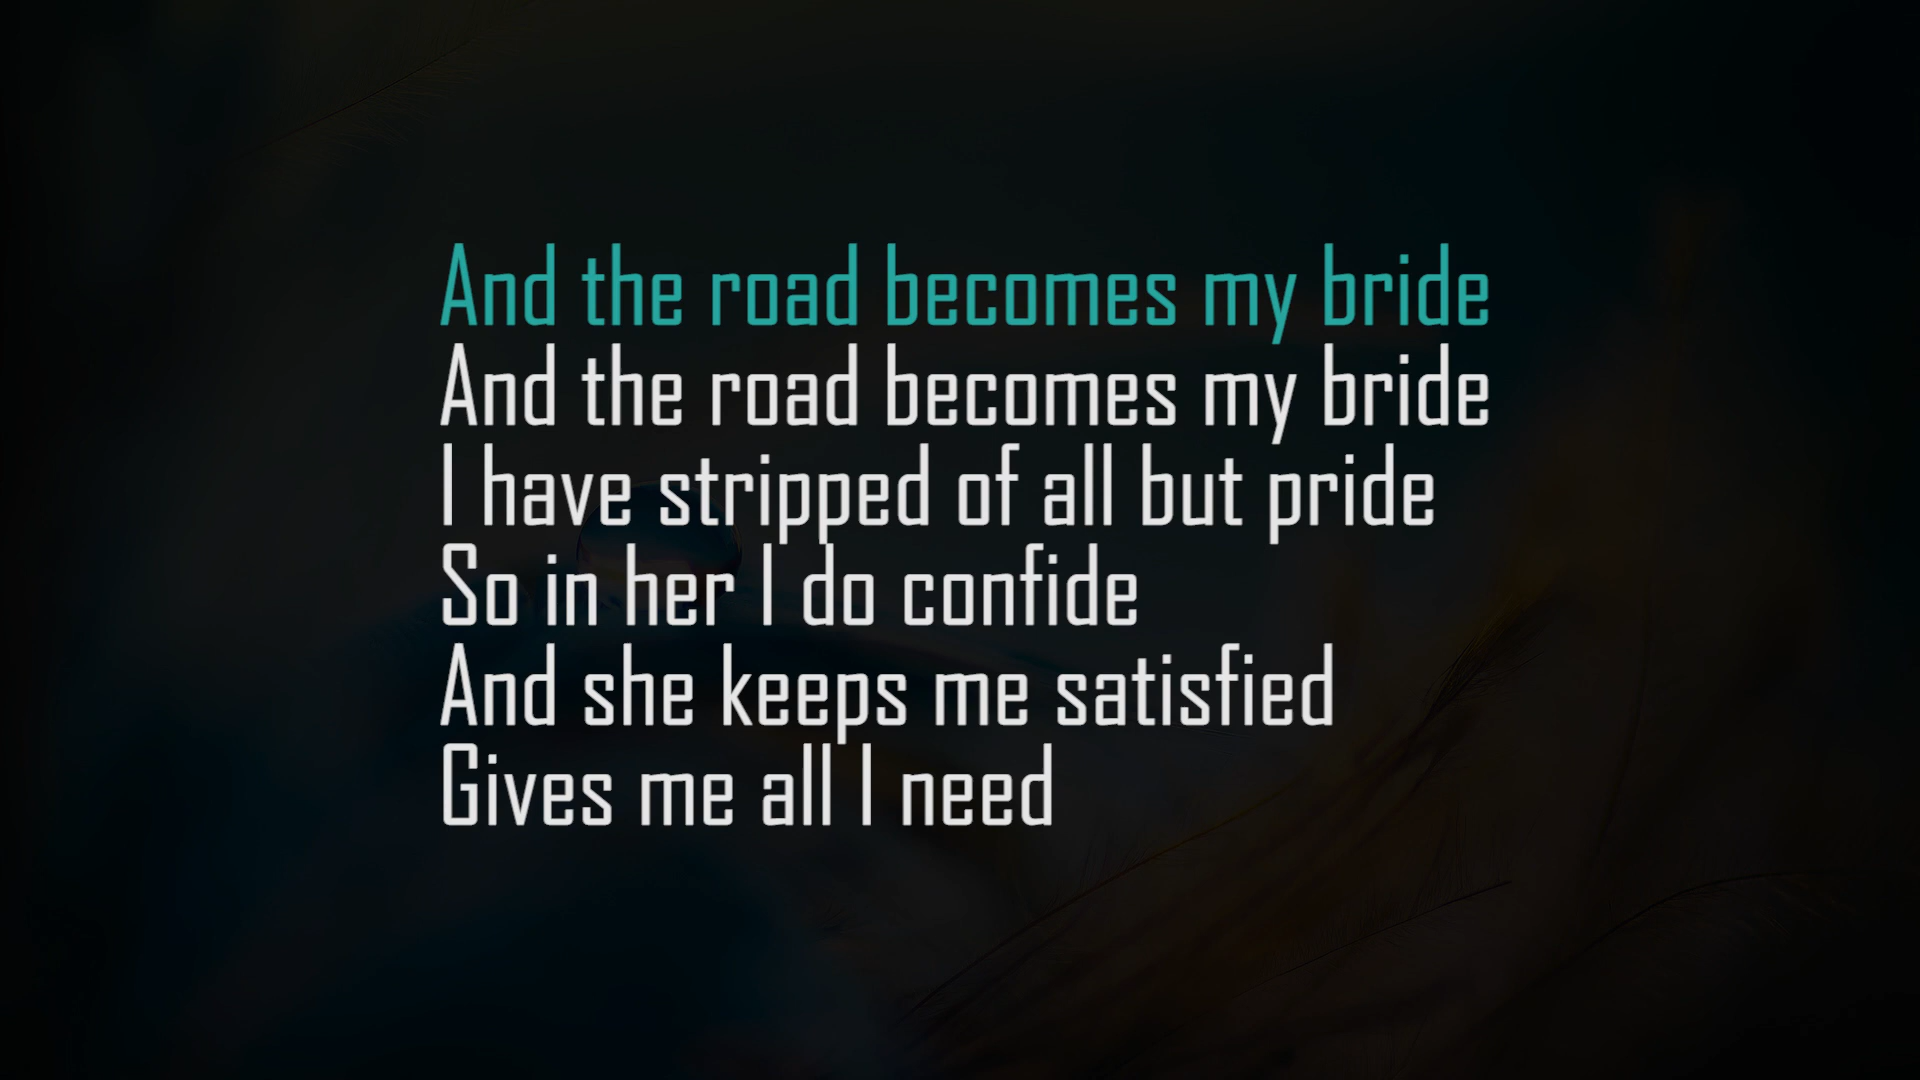 And the road becomes my bride
And the road becomes my bride
I have stripped of all but pride
So in her I do confide
And she keeps me satisfied
Gives me all I need